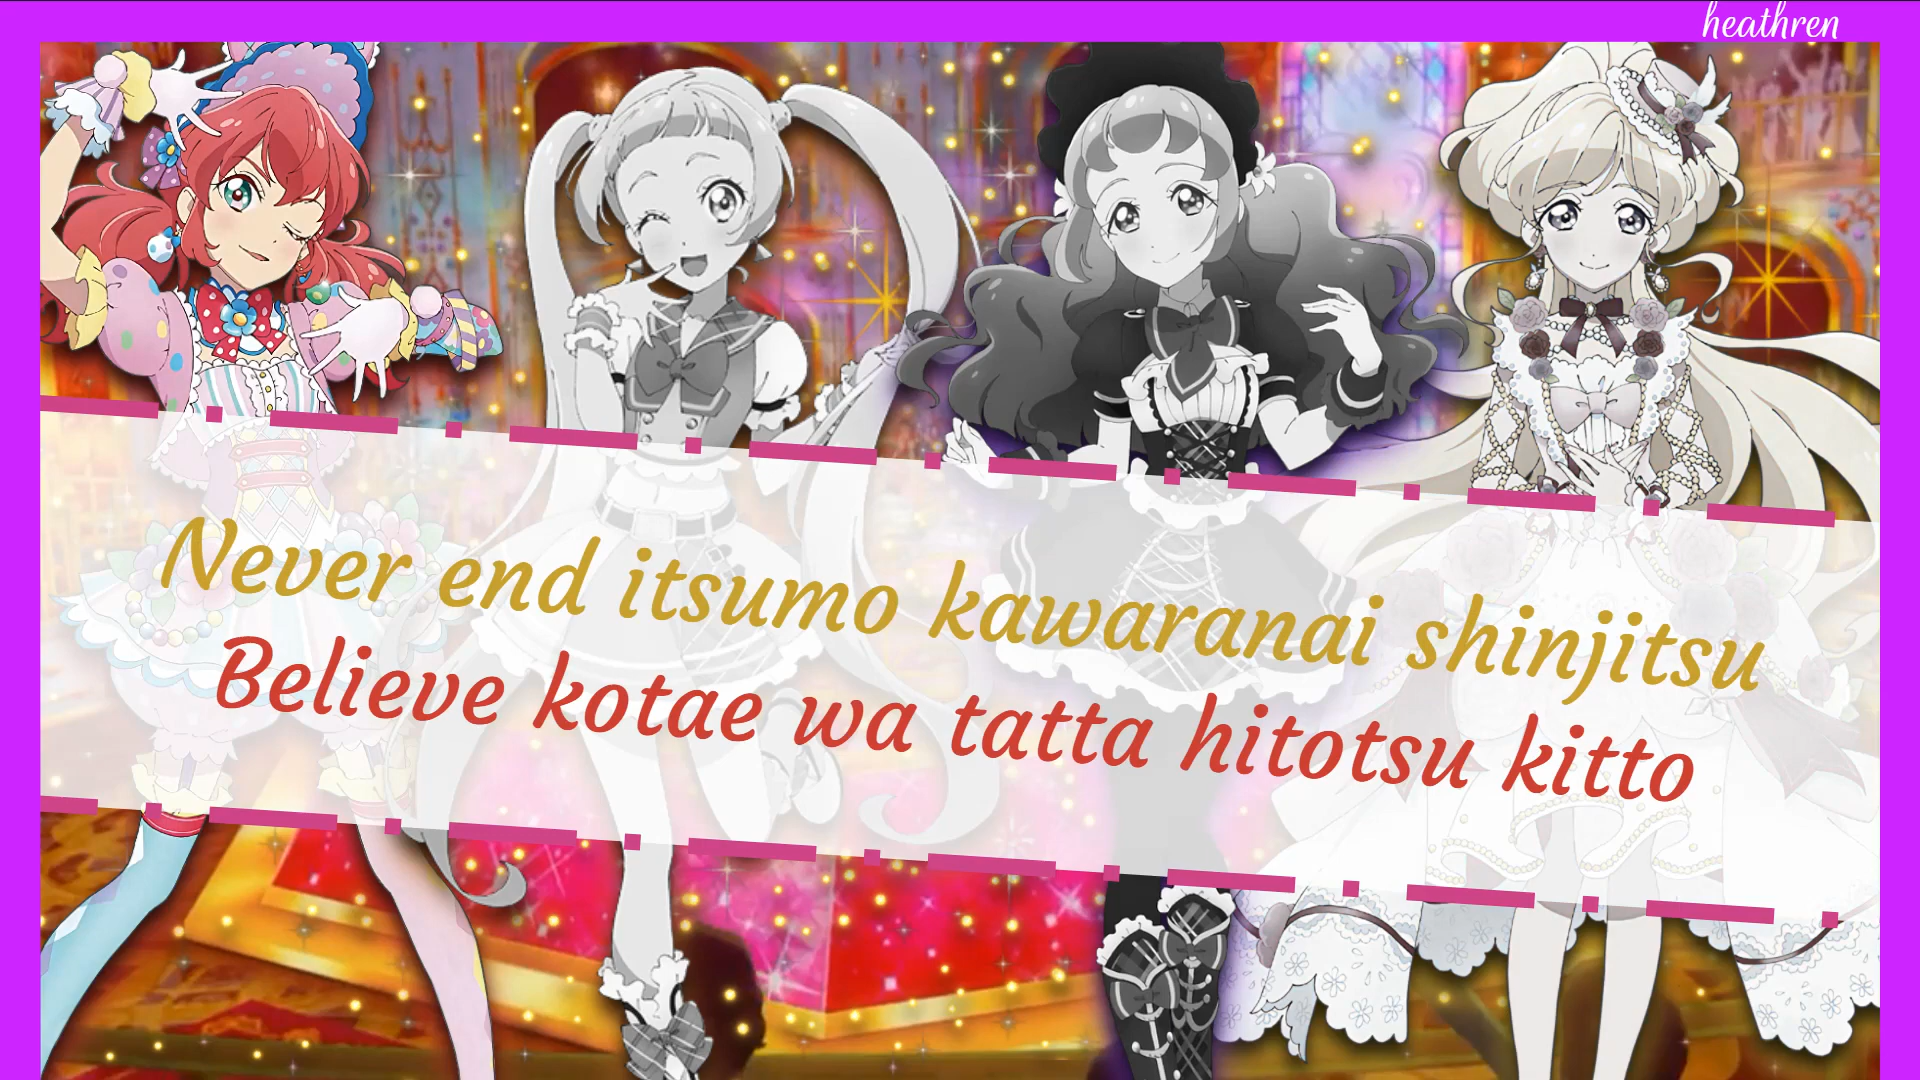 heathren
Never end itsumo kawaranai shinjitsu
Believe kotae wa tatta hitotsu kitto